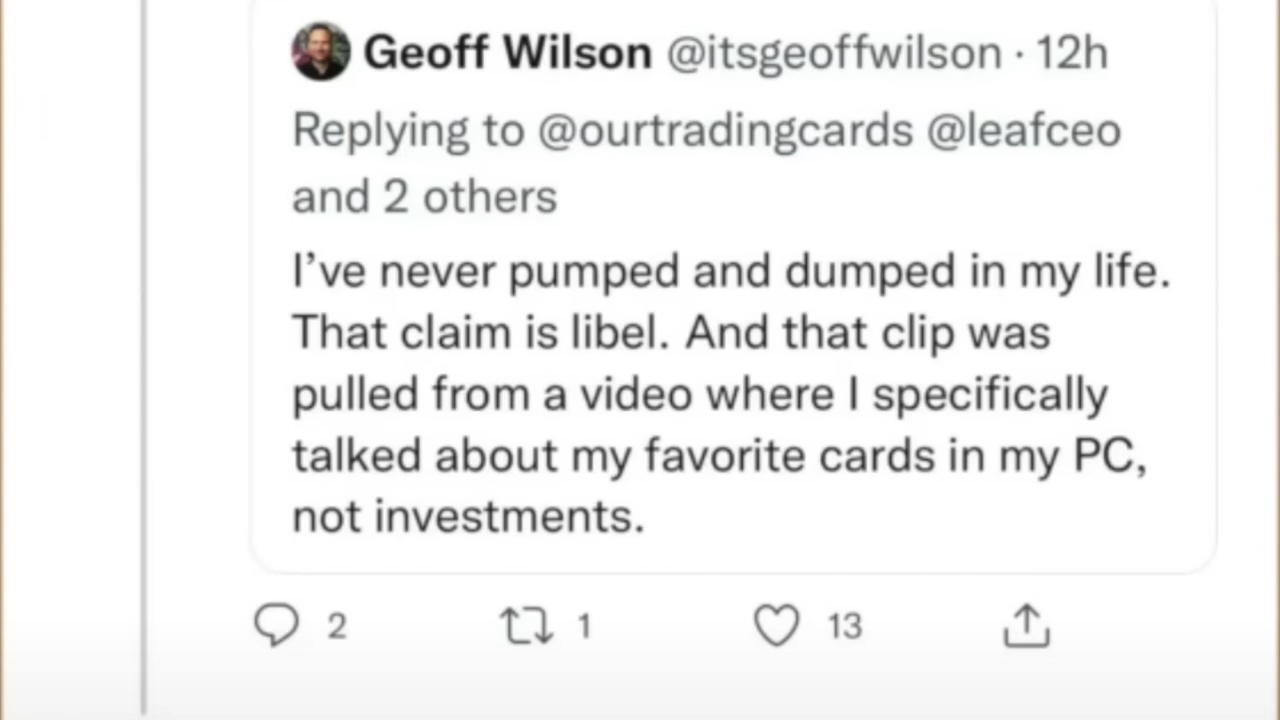 Geoff Wilson @itsgeoffwilson · 12h
Replying to @ourtradingcards @leafceo
and 2 others
I’ve never pumped and dumped in my life.
That claim is libel. And that clip was
pulled from a video where I specifically
talked about my favorite cards in my PC,
not investments.
2 1 13